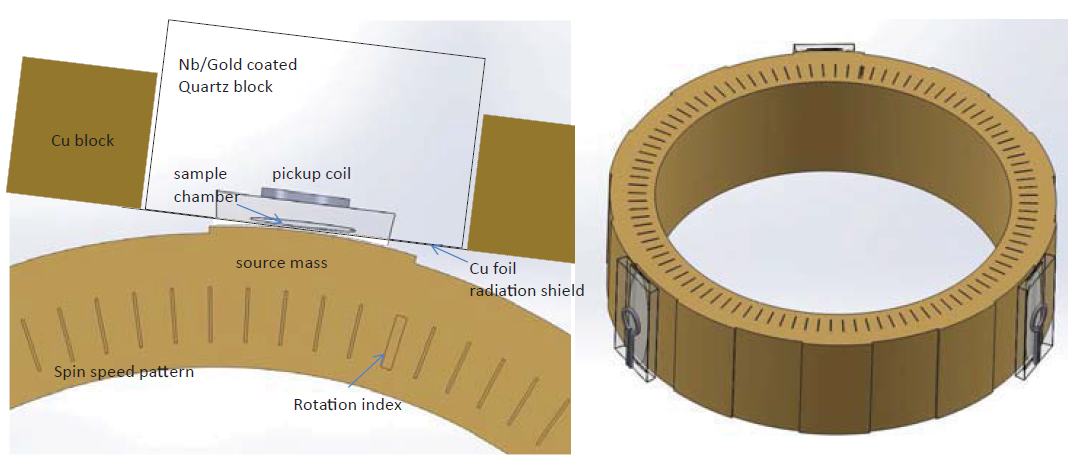 Nb/Gold coated
Quartz block
Cu block
sample
chamber
pickup coil
source mass
Cu foil
radiation shield
Spin speed pattern
Rotation index